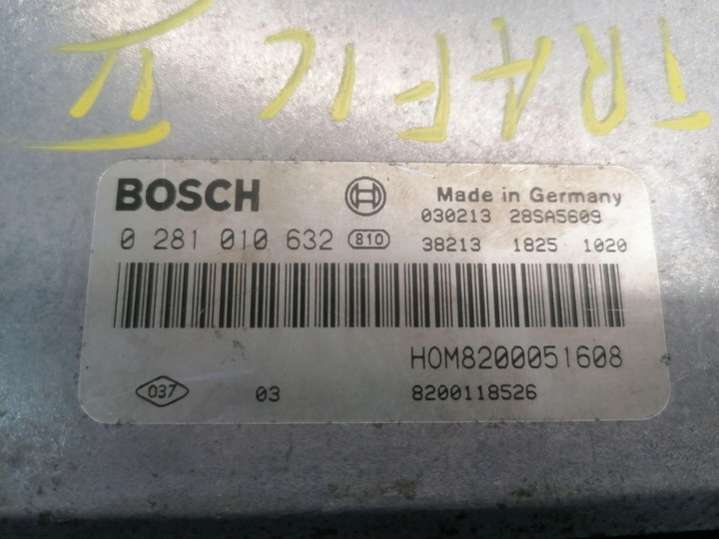 TRAFIC II
BOSCH
Made in Germany
030213 28SA5609
0 281 010 632 810
38213 1825 1020
HOM8200051608
037 03 8200118526